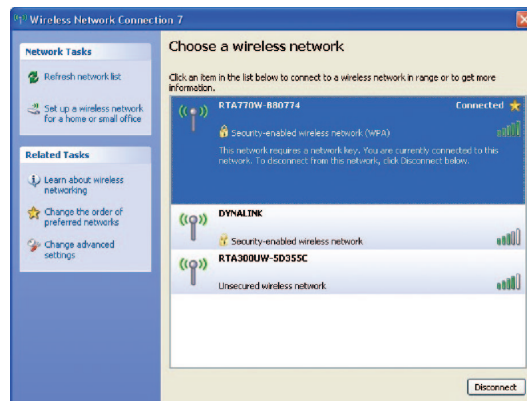 Wireless Network Connection 7
Network Tasks
Refresh network list
Set up a wireless network
for a home or small office
Related Tasks
Learn about wireless
networking
Change the order of
preferred networks
Change advanced
settings
Choose a wireless network
Click an item in the list below to connect to a wireless network in range or to get more
information.
RTA770W-B80774 Connected
Security-enabled wireless network (WPA)
This network requires a network key. You are currently connected to this
network. To disconnect from this network, click Disconnect below.
DYNALINK
Security-enabled wireless network
RTA300UW-5D355C
Unsecured wireless network
Disconnect